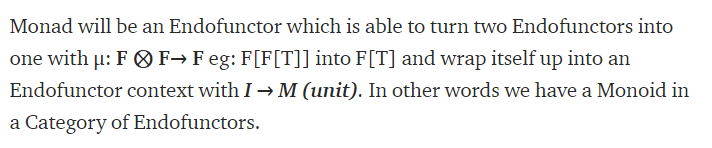 Monad will be an Endofunctor which is able to turn two Endofunctors into
one with μ: F ⊗ F→ F eg: F[F[T]] into F[T] and wrap itself up into an
Endofunctor context with I → M (unit). In other words we have a Monoid in
a Category of Endofunctors.